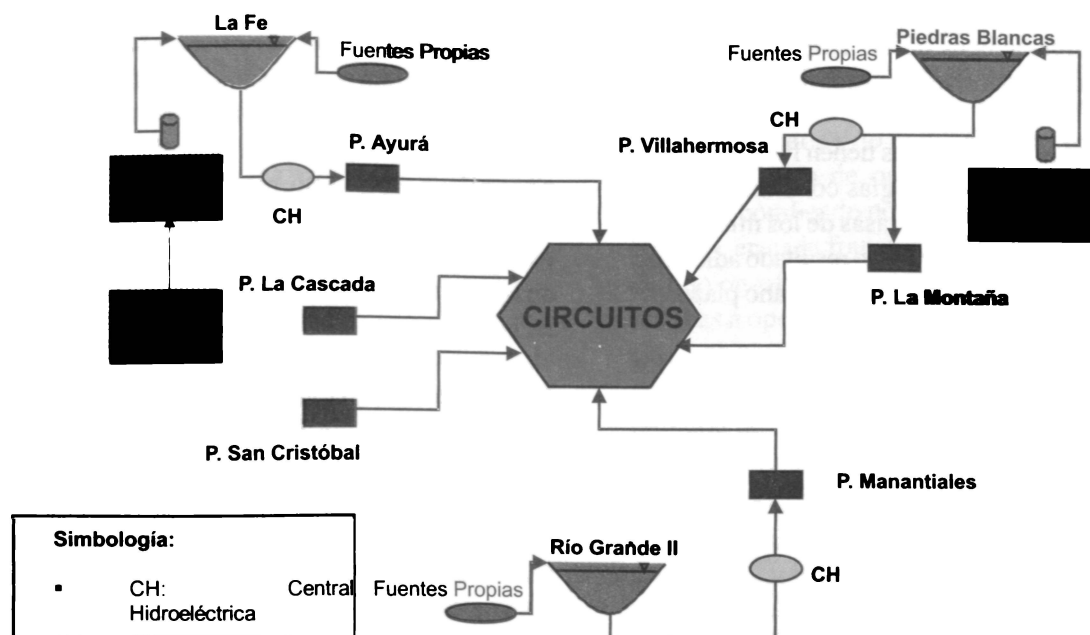 La Fe
Fuentes Propias
Fuentes Propias
Piedras Blancas
P. Ayurá
P. Villahermosa
CH
CH
P. La Cascada
P. La Montaña
CIRCUITOS
P. San Cristóbal
P. Manantiales
Simbología:
▪ CH: Central
Hidroeléctrica
Río Grande II
Fuentes Propias
CH